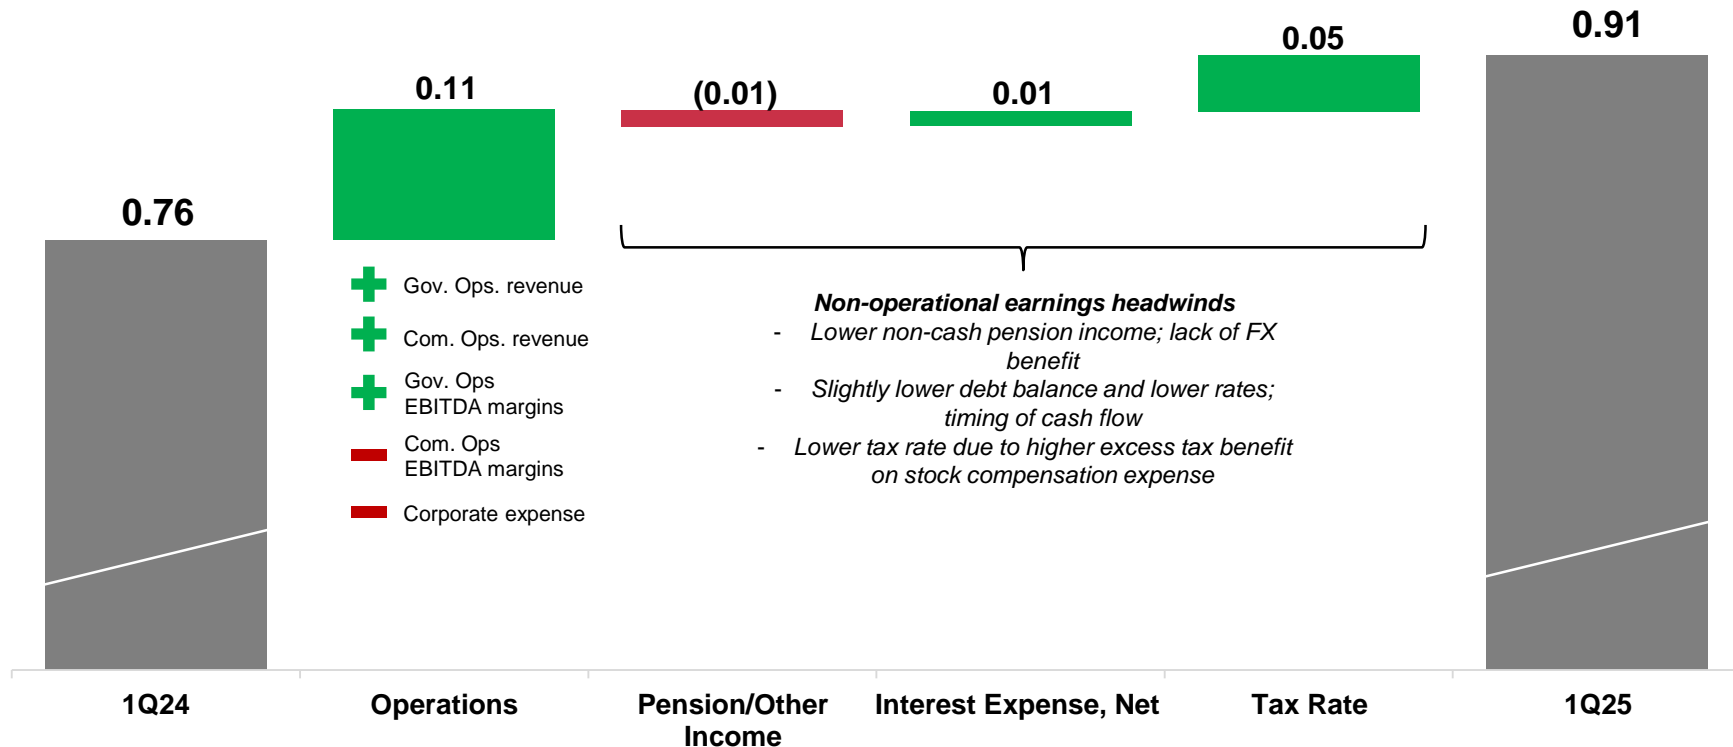 0.76
0.11
(0.01)
0.01
0.05
0.91
Gov. Ops. revenue
Com. Ops. revenue
Gov. Ops
EBITDA margins
Com. Ops
EBITDA margins
Corporate expense
Non-operational earnings headwinds
- Lower non-cash pension income; lack of FX
benefit
- Slightly lower debt balance and lower rates;
timing of cash flow
- Lower tax rate due to higher excess tax benefit
on stock compensation expense
1Q24
Operations
Pension/Other
Income
Interest Expense, Net
Tax Rate
1Q25